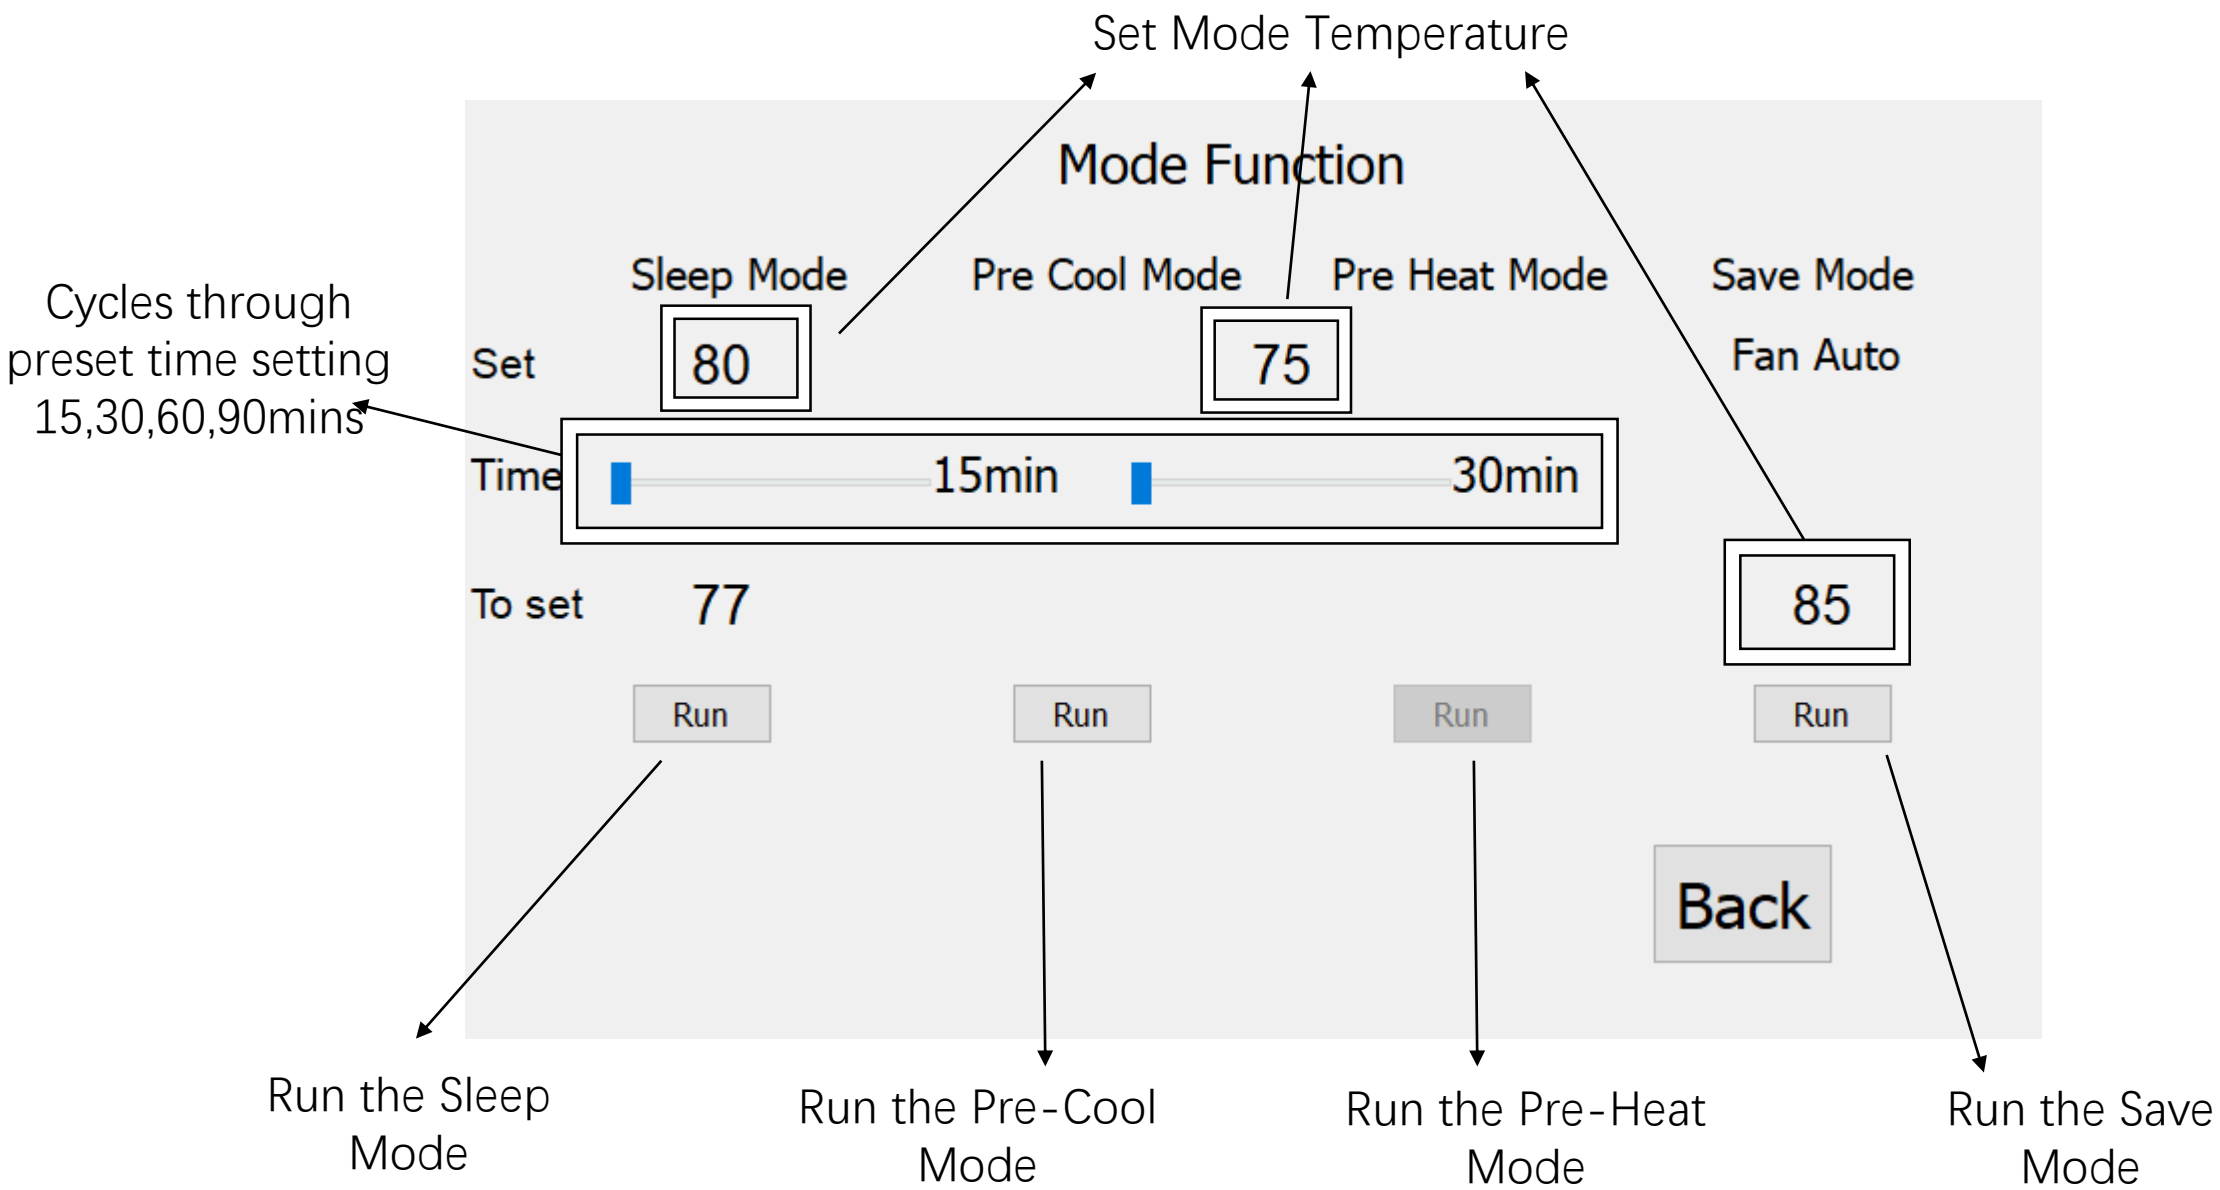 Set Mode Temperature
Mode Function
Sleep Mode Pre Cool Mode Pre Heat Mode Save Mode
Cycles through
preset time setting
15,30,60,90mins
Set 80 75 Fan Auto
Time 15min 30min
To set 77 85
Run Run Run Run
Back
Run the Sleep
Mode
Run the Pre-Cool
Mode
Run the Pre-Heat
Mode
Run the Save
Mode